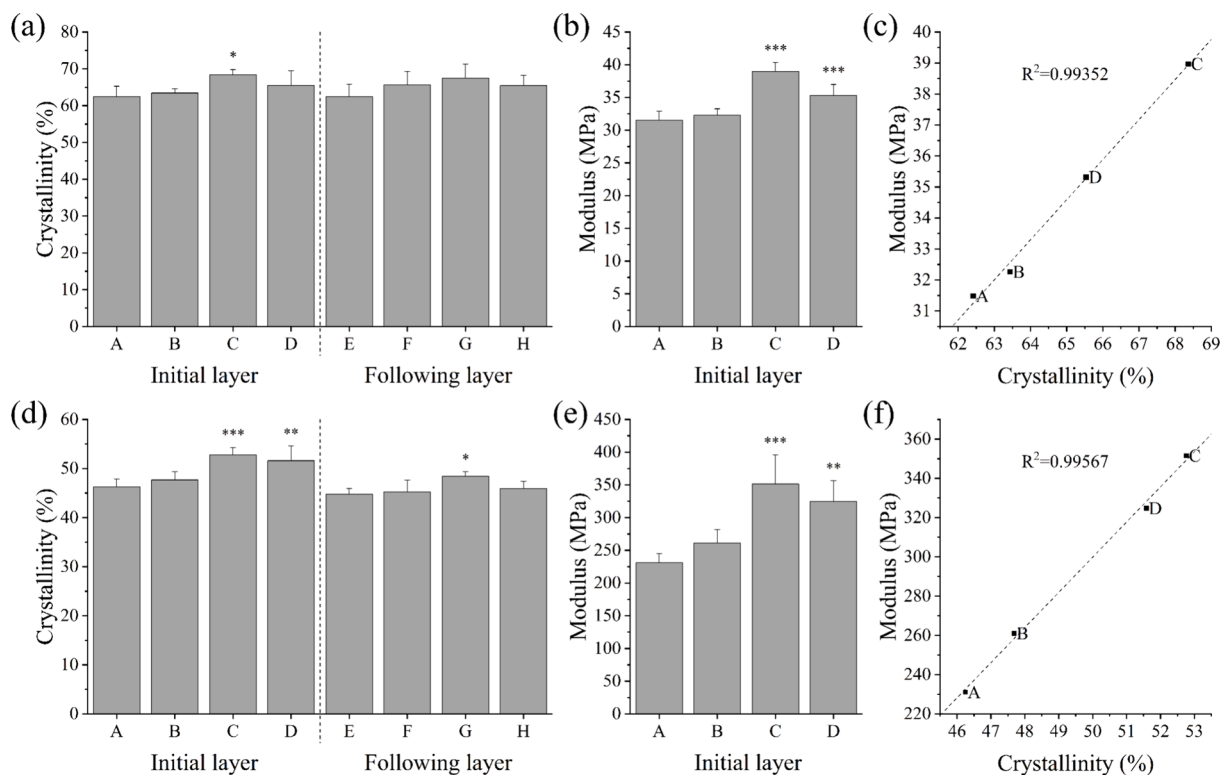 (a)
80
70
60
50
40
30
20
10
0
Crystallinity (%)
*
A B C D E F G H
Initial layer Following layer
(b)
45
40
35
30
25
20
15
10
5
0
Modulus (MPa)
***
***
A B C D
Initial layer
(c)
40
39
38
37
36
35
34
33
32
31
Modulus (MPa)
R²=0.99352
C
D
B
A
62 63 64 65 66 67 68 69
Crystallinity (%)
(d)
60
50
40
30
20
10
0
Crystallinity (%)
***
**
*
A B C D E F G H
Initial layer Following layer
(e)
450
400
350
300
250
200
150
100
50
0
Modulus (MPa)
***
**
A B C D
Initial layer
(f)
360
340
320
300
280
260
240
220
Modulus (MPa)
R²=0.99567
C
D
B
A
46 47 48 49 50 51 52 53
Crystallinity (%)